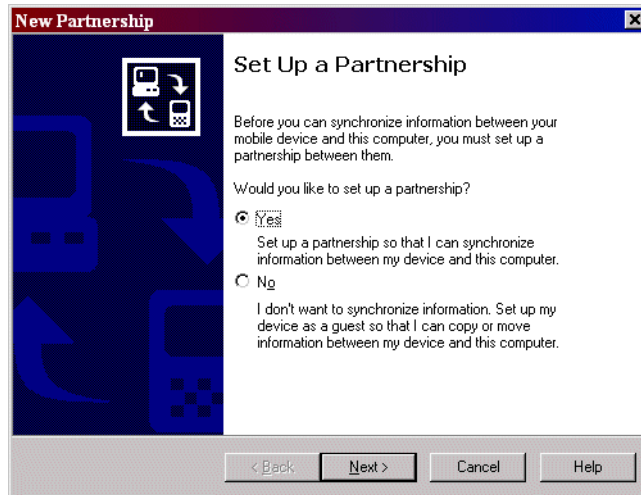 New Partnership
Set Up a Partnership
Before you can synchronize information between your
mobile device and this computer, you must set up a
partnership between them.
Would you like to set up a partnership?
Yes
Set up a partnership so that I can synchronize
information between my device and this computer.
No
I don't want to synchronize information. Set up my
device as a guest so that I can copy or move
information between my device and this computer.
< Back Next > Cancel Help